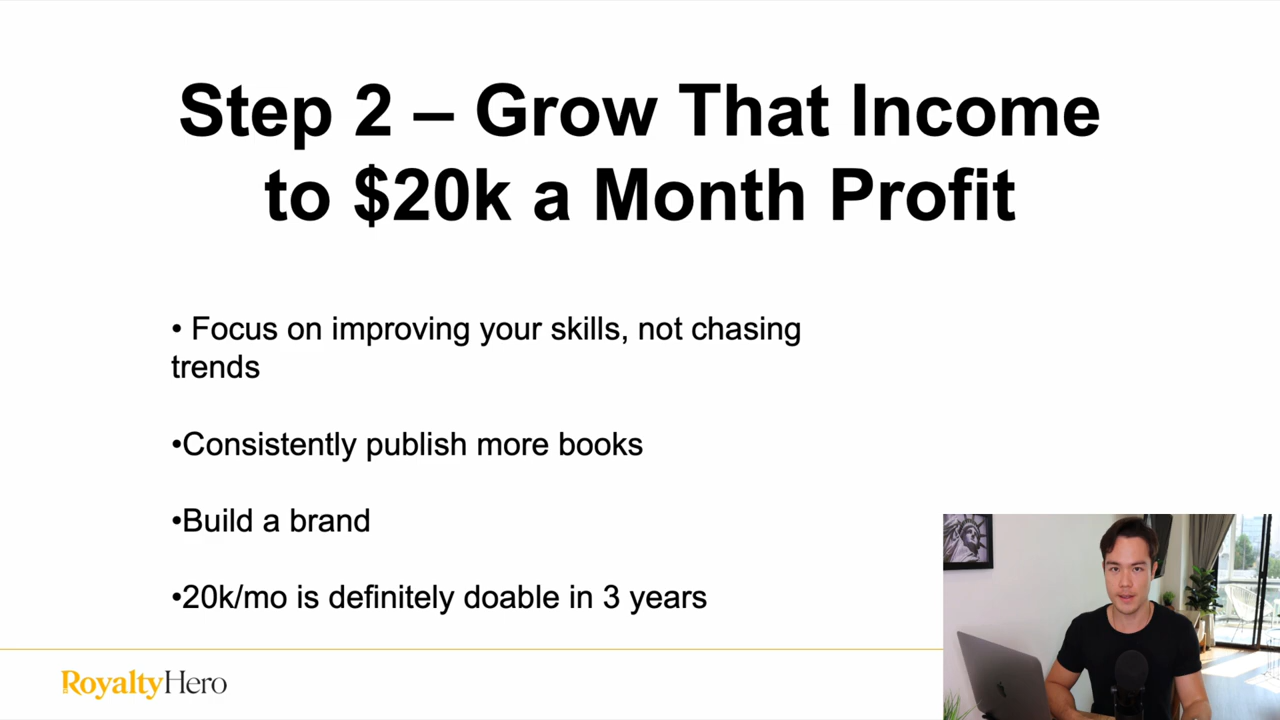 Step 2 – Grow That Income
to $20k a Month Profit
• Focus on improving your skills, not chasing
trends
•Consistently publish more books
•Build a brand
•20k/mo is definitely doable in 3 years
RoyaltyHero